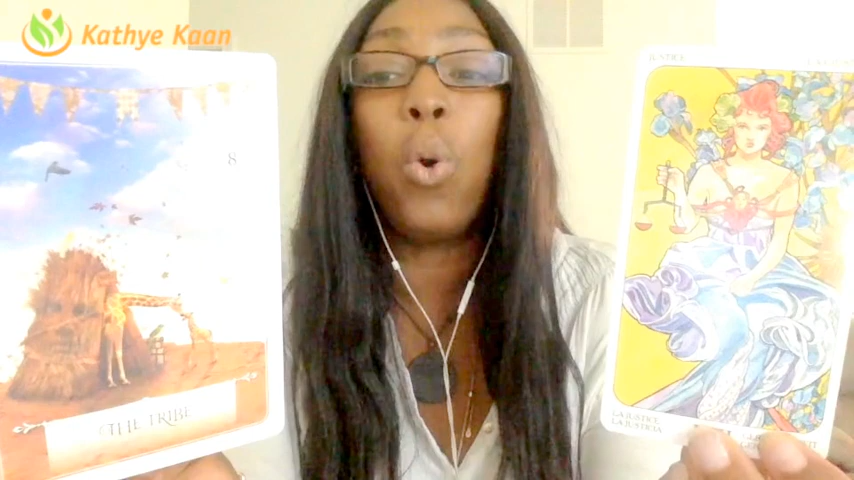 Kathye Kaan
8
THE TRIBE
JUSTICE
LA JUSTICE
LA JUSTICIA